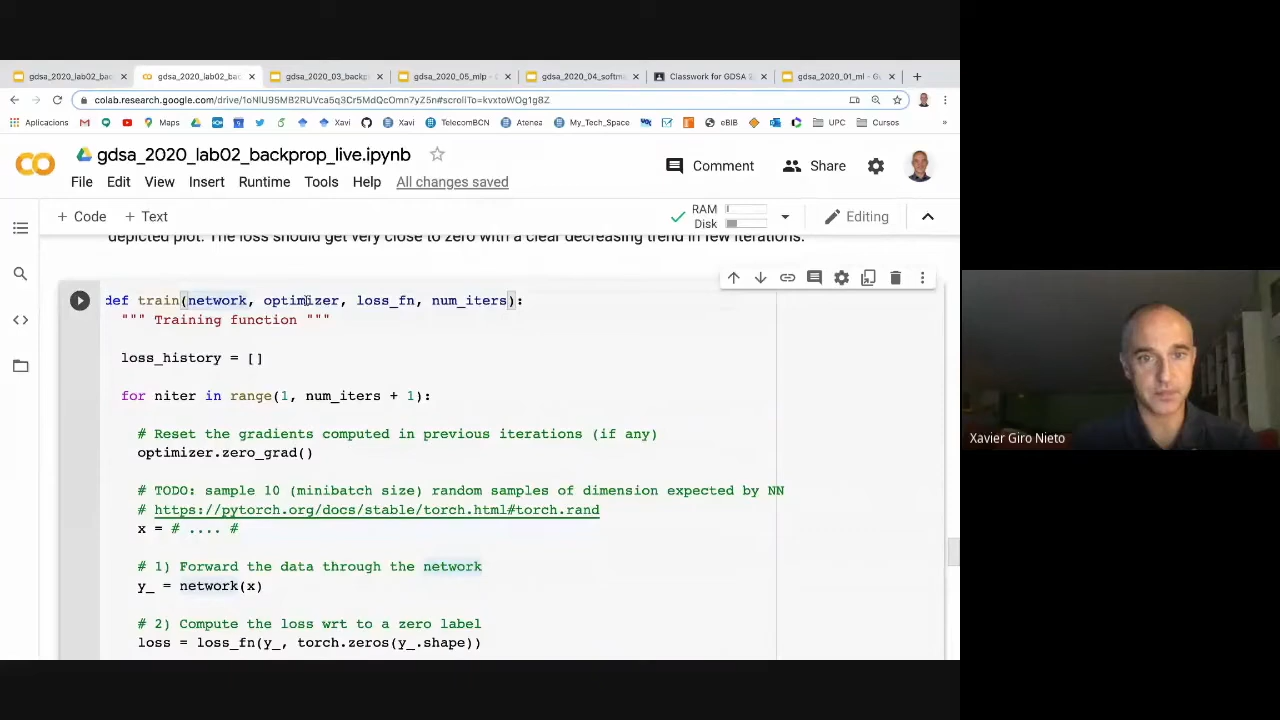 gdsa_2020_lab02_bac
gdsa_2020_lab02_bac
gdsa_2020_03_backp
gdsa_2020_05_mlp - G
gdsa_2020_04_softm
Classwork for GDSA 2
gdsa_2020_01_ml - G
colab.research.google.com/drive/1oNlU95MB2RUVca5q3Cr5MdQcOmn7yZ5n#scrollTo=kvxtoWOg1g8Z
Aplicaciones
Maps
Xavi
Xavi
TelecomBCN
Atenea
My_Tech_Space
eBIB
UPC
Cursos
»
CO
gdsa_2020_lab02_backprop_live.ipynb
Comment
Share
File Edit View Insert Runtime Tools Help All changes saved
+ Code + Text
RAM
Disk
Editing
depicted plot. The loss should get very close to zero with a clear decreasing trend in few iterations.
def train(network, optimizer, loss_fn, num_iters):
""" Training function """
loss_history = []
for niter in range(1, num_iters + 1):
# Reset the gradients computed in previous iterations (if any)
optimizer.zero_grad()
# TODO: sample 10 (minibatch size) random samples of dimension expected by NN
# https://pytorch.org/docs/stable/torch.html#torch.rand
x = # .... #
# 1) Forward the data through the network
y_ = network(x)
# 2) Compute the loss wrt to a zero label
loss = loss_fn(y_, torch.zeros(y_.shape))
Xavier Giro Nieto